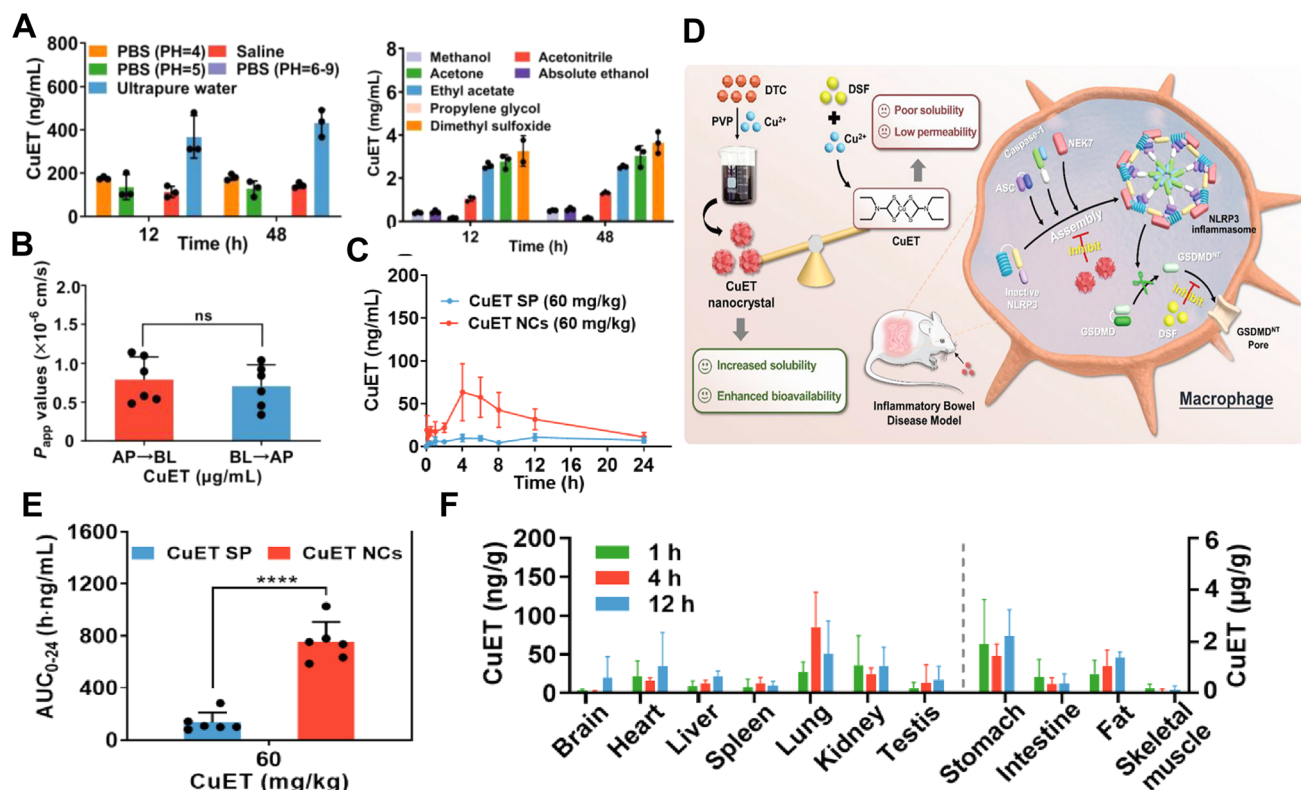 A
CuET (ng/mL)
800
600
400
200
0
PBS (PH=4)
Saline
PBS (PH=5)
PBS (PH=6-9)
Ultrapure water
12
48
Time (h)
CuET (mg/mL)
8
6
4
2
0
Methanol
Acetonitrile
Acetone
Absolute ethanol
Ethyl acetate
Propylene glycol
Dimethyl sulfoxide
12
48
Time (h)
B
Papp values (×10⁻⁶ cm/s)
2.0
1.5
1.0
0.5
0
ns
AP→BL
BL→AP
CuET (μg/mL)
C
CuET (ng/mL)
200
150
100
50
0
CuET SP (60 mg/kg)
CuET NCs (60 mg/kg)
0
4
8
12
16
20
24
Time (h)
D
DTC
PVP
Cu²⁺
DSF
Cu²⁺
Poor solubility
Low permeability
N
S
S
Cu
S
S
N
CuET
CuET
nanocrystal
Increased solubility
Enhanced bioavailability
Inflammatory Bowel
Disease Model
Caspase-1
NEK7
ASC
Assembly
Inhibit
Inactive
NLRP3
NLRP3
inflammasome
GSDMDᴺᵀ
Inhibit
GSDMD
DSF
GSDMDᴺᵀ
Pore
Macrophage
E
AUC₀₋₂₄ (h·ng/mL)
1600
1200
800
400
0
CuET SP
CuET NCs
****
60
CuET (mg/kg)
F
CuET (ng/g)
200
150
100
50
0
1 h
4 h
12 h
6
4
2
0
CuET (μg/g)
Brain
Heart
Liver
Spleen
Lung
Kidney
Testis
Stomach
Intestine
Fat
Skeletal
muscle